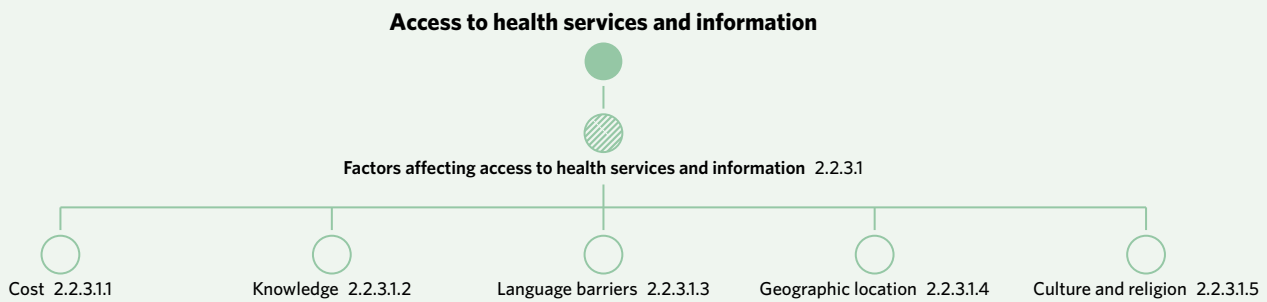 Access to health services and information
Factors affecting access to health services and information 2.2.3.1
Cost 2.2.3.1.1
Knowledge 2.2.3.1.2
Language barriers 2.2.3.1.3
Geographic location 2.2.3.1.4
Culture and religion 2.2.3.1.5